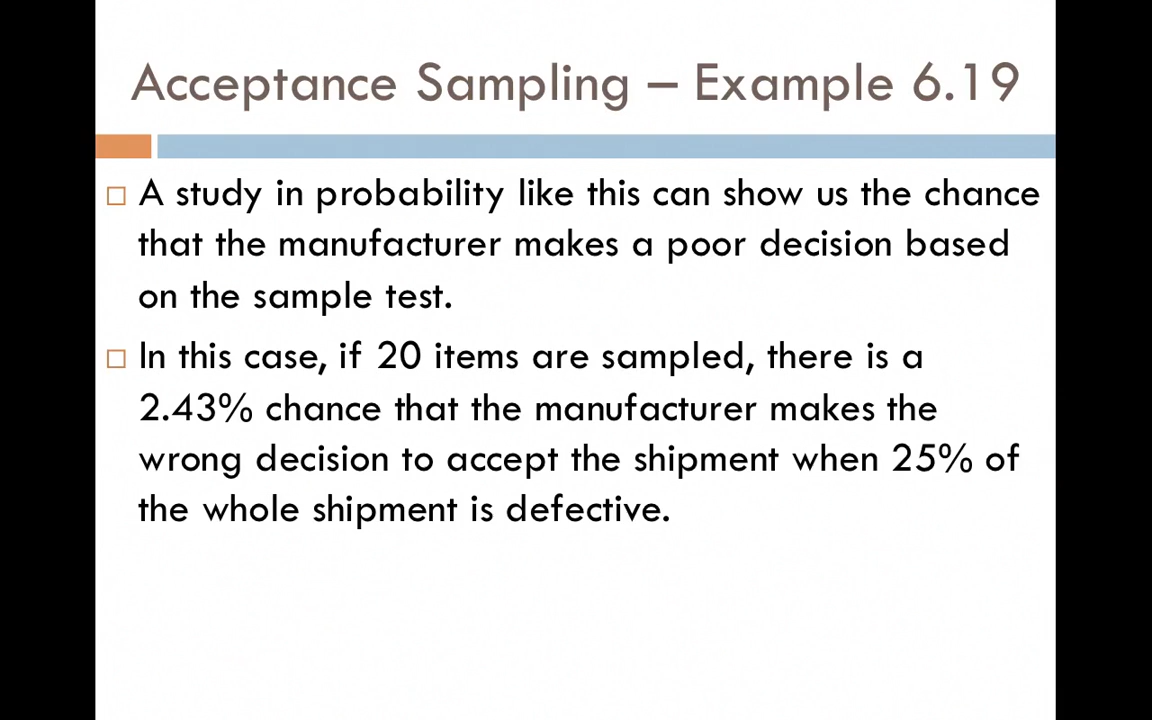 Acceptance Sampling – Example 6.19
A study in probability like this can show us the chance
that the manufacturer makes a poor decision based
on the sample test.
In this case, if 20 items are sampled, there is a
2.43% chance that the manufacturer makes the
wrong decision to accept the shipment when 25% of
the whole shipment is defective.